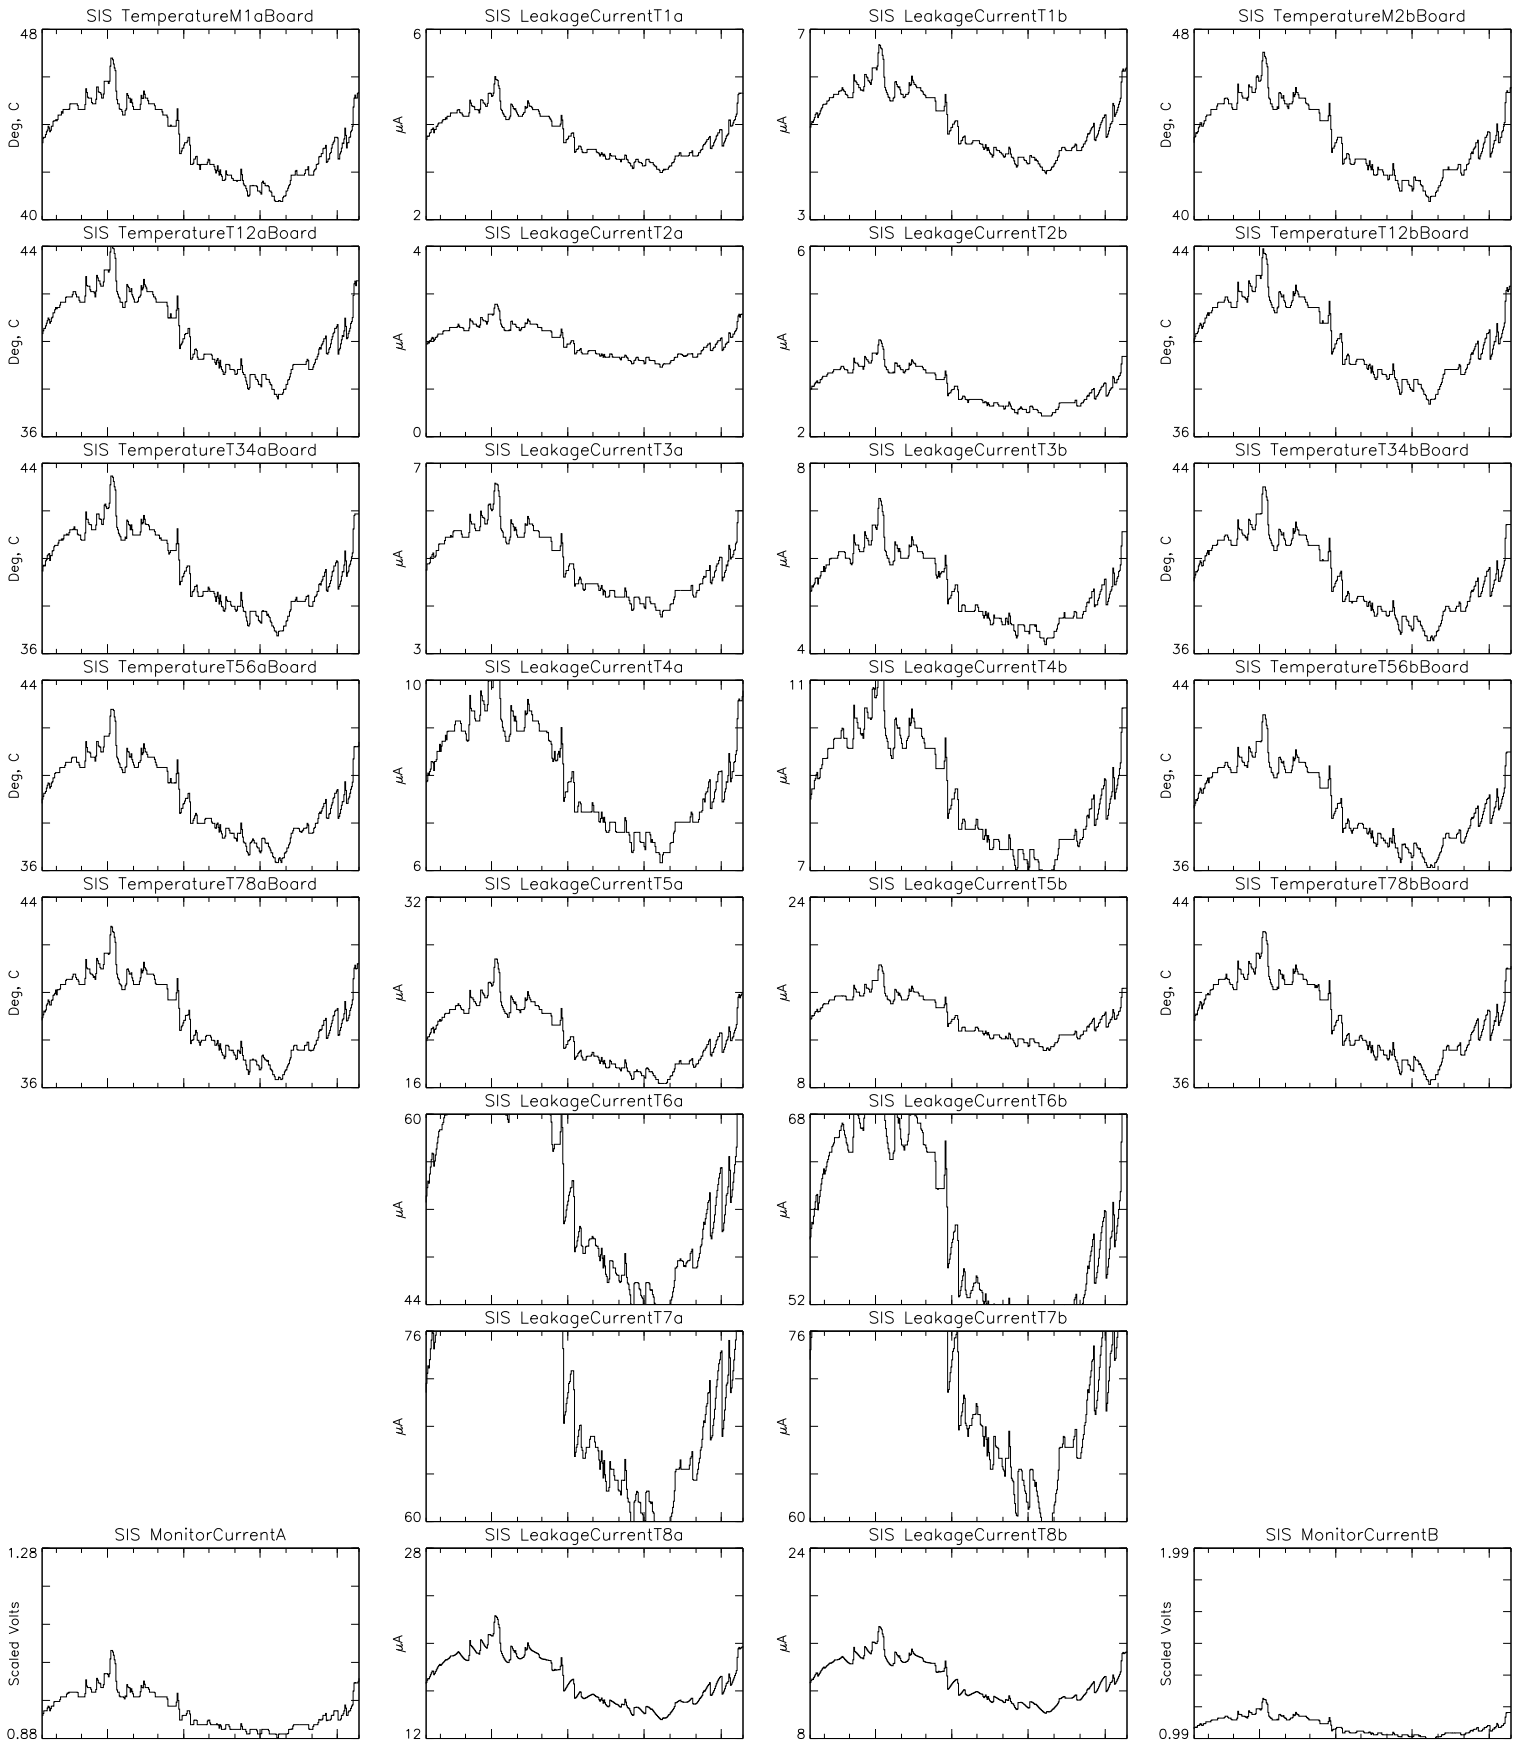 SIS TemperatureM1aBoard SIS LeakageCurrentT1a SIS LeakageCurrentT1b SIS TemperatureM2bBoard
48 6 7 48
Deg, C μA μA Deg, C
40 2 3 40
SIS TemperatureT12aBoard SIS LeakageCurrentT2a SIS LeakageCurrentT2b SIS TemperatureT12bBoard
44 4 6 44
Deg, C μA μA Deg, C
36 0 2 36
SIS TemperatureT34aBoard SIS LeakageCurrentT3a SIS LeakageCurrentT3b SIS TemperatureT34bBoard
44 7 8 44
Deg, C μA μA Deg, C
36 3 4 36
SIS TemperatureT56aBoard SIS LeakageCurrentT4a SIS LeakageCurrentT4b SIS TemperatureT56bBoard
44 10 11 44
Deg, C μA μA Deg, C
36 6 7 36
SIS TemperatureT78aBoard SIS LeakageCurrentT5a SIS LeakageCurrentT5b SIS TemperatureT78bBoard
44 32 24 44
Deg, C μA μA Deg, C
36 16 8 36
SIS LeakageCurrentT6a SIS LeakageCurrentT6b
60 68
μA μA
44 52
SIS LeakageCurrentT7a SIS LeakageCurrentT7b
76 76
μA μA
60 60
SIS MonitorCurrentA SIS LeakageCurrentT8a SIS LeakageCurrentT8b SIS MonitorCurrentB
1.28 28 24 1.99
Scaled Volts μA μA Scaled Volts
0.88 12 8 0.99